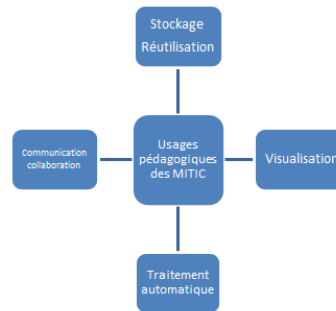 Stockage
Réutilisation
Communication
collaboration
Usages
pédagogiques
des MITIC
Visualisation
Traitement
automatique